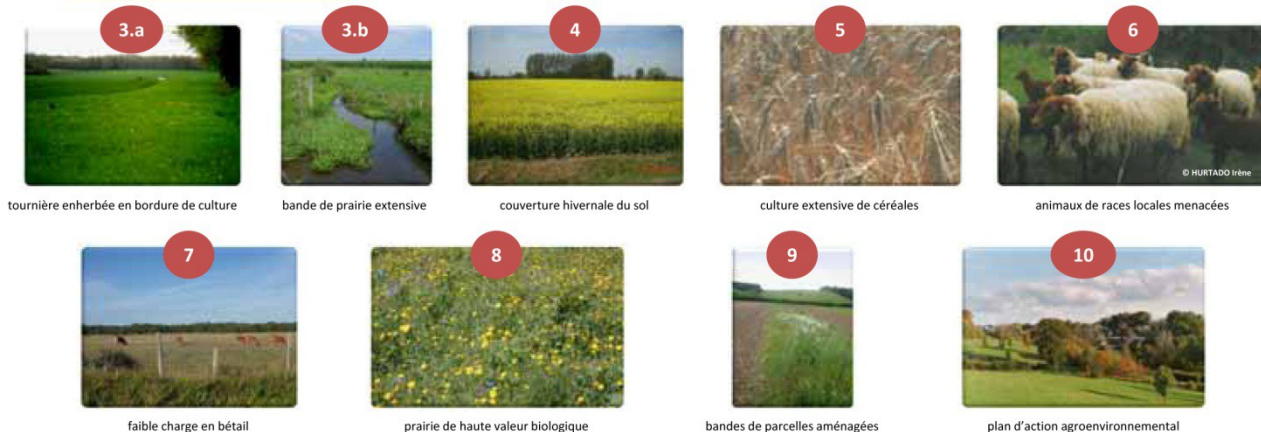 3.a
3.b
4
5
6
© HURTADO Irène
tournière enherbée en bordure de culture
bande de prairie extensive
couverture hivernale du sol
culture extensive de céréales
animaux de races locales menacées
7
8
9
10
faible charge en bétail
prairie de haute valeur biologique
bandes de parcelles aménagées
plan d'action agroenvironnemental